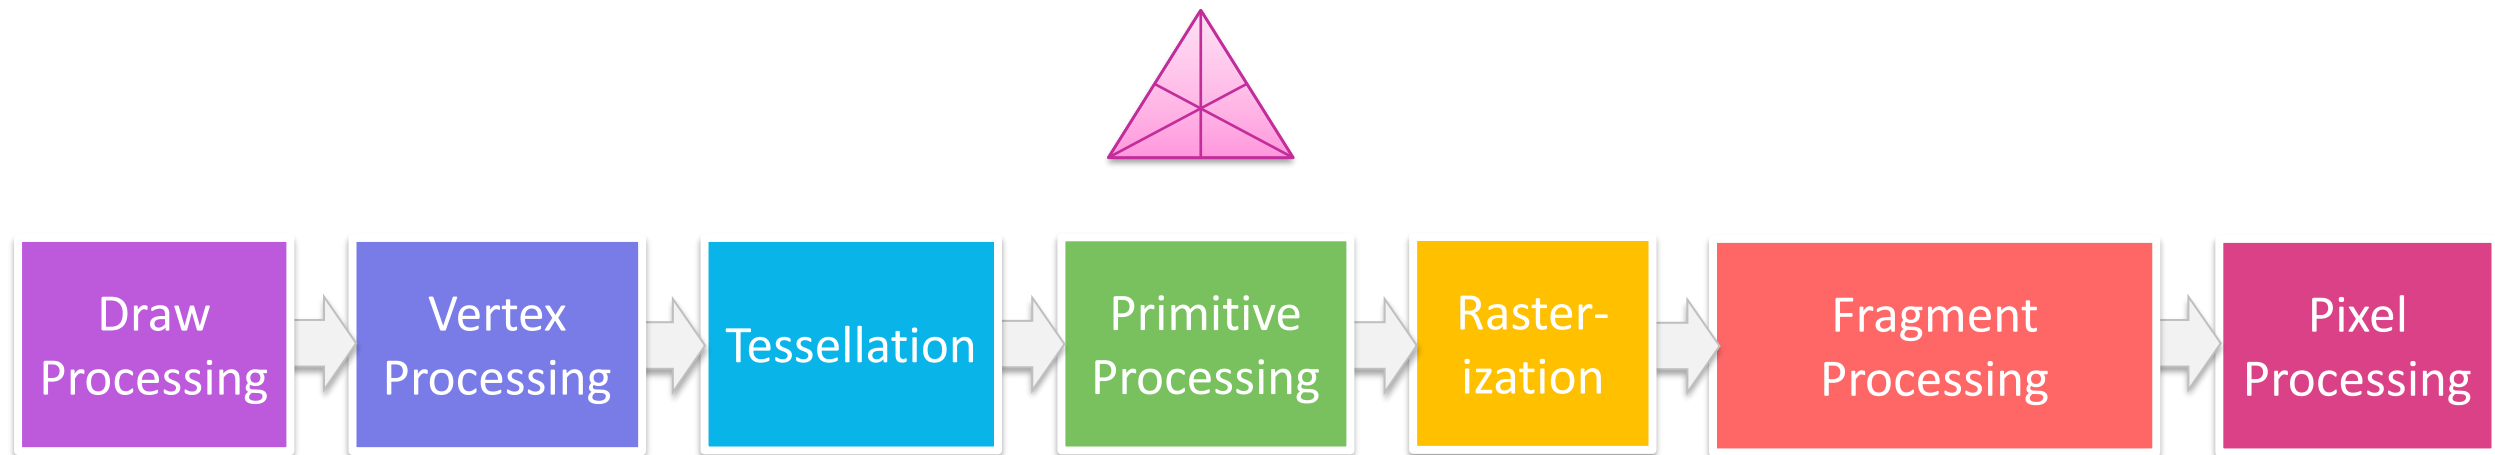 Draw
Processing
Vertex
Processing
Tessellation
Primitive
Processing
Raster-
ization
Fragment
Processing
Pixel
Processing